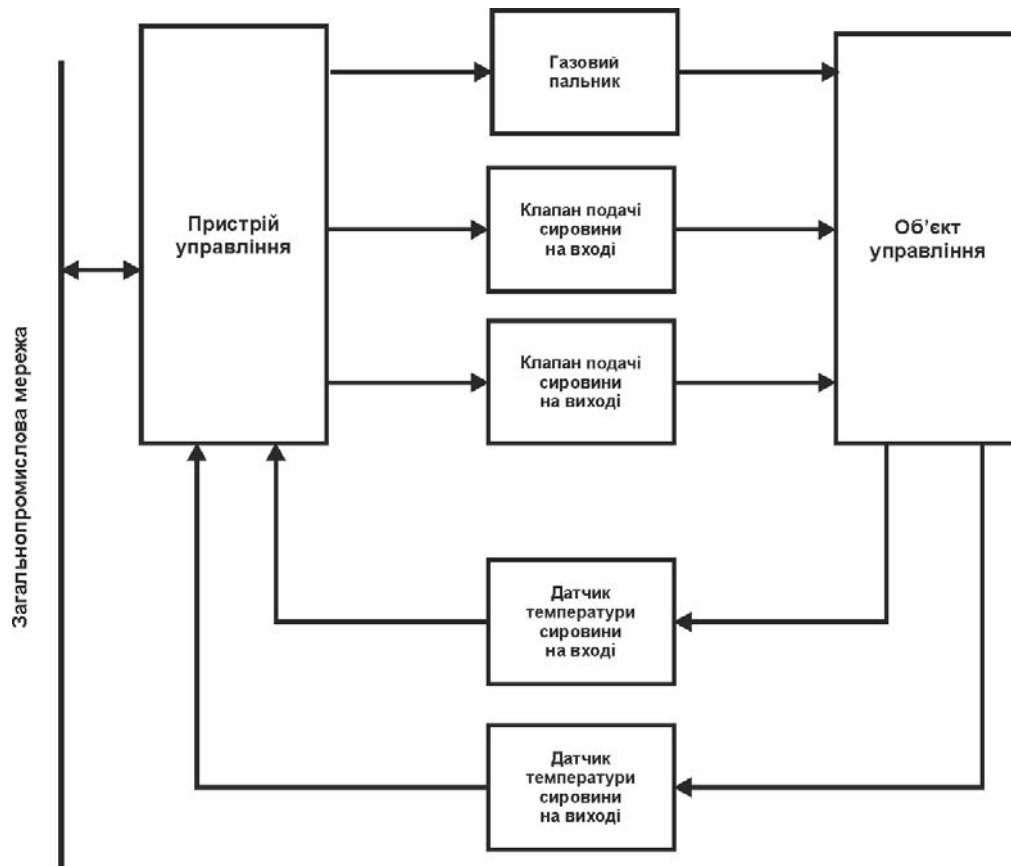 Газовий
пальник
Пристрій
управління
Клапан подачі
сировини
на вході
Об’єкт
управління
Клапан подачі
сировини
на виході
Загальнопромислова мережа
Датчик
температури
сировини
на вході
Датчик
температури
сировини
на виході